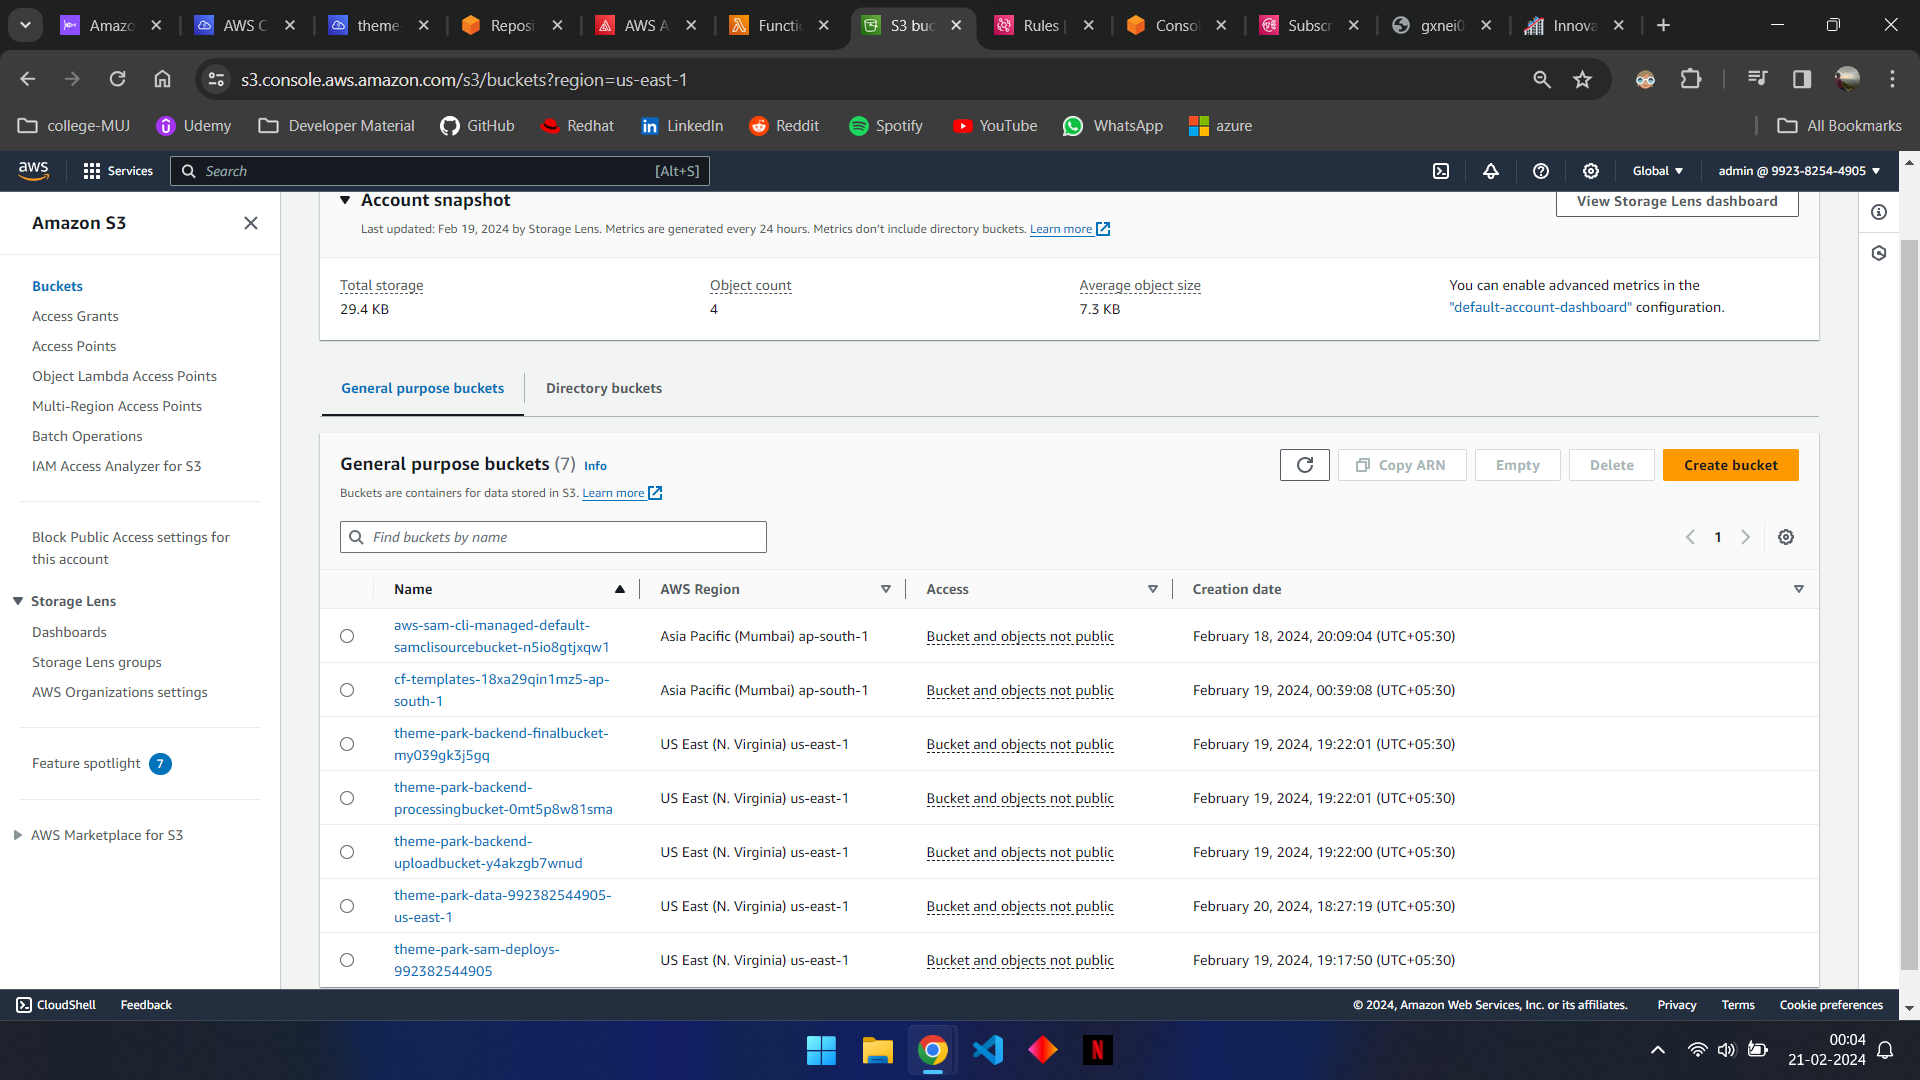 Amazo
AWS C
theme-
Reposi
AWS A
Functio
S3 buc
Rules |
Consol
Subscr
gxnei0
Innova
s3.console.aws.amazon.com/s3/buckets?region=us-east-1
college-MUJ
Udemy
Developer Material
GitHub
Redhat
LinkedIn
Reddit
Spotify
YouTube
WhatsApp
azure
All Bookmarks
aws
Services
Search
[Alt+S]
Global
admin @ 9923-8254-4905
Amazon S3
Buckets
Access Grants
Access Points
Object Lambda Access Points
Multi-Region Access Points
Batch Operations
IAM Access Analyzer for S3
Block Public Access settings for
this account
Storage Lens
Dashboards
Storage Lens groups
AWS Organizations settings
Feature spotlight 7
AWS Marketplace for S3
Account snapshot
View Storage Lens dashboard
Last updated: Feb 19, 2024 by Storage Lens. Metrics are generated every 24 hours. Metrics don't include directory buckets. Learn more
Total storage
29.4 KB
Object count
4
Average object size
7.3 KB
You can enable advanced metrics in the
"default-account-dashboard" configuration.
General purpose buckets
Directory buckets
General purpose buckets (7) Info
Buckets are containers for data stored in S3. Learn more
Copy ARN
Empty
Delete
Create bucket
Find buckets by name
1
Name
AWS Region
Access
Creation date
aws-sam-cli-managed-default-
samclisourcebucket-n5io8gtjxqw1
Asia Pacific (Mumbai) ap-south-1
Bucket and objects not public
February 18, 2024, 20:09:04 (UTC+05:30)
cf-templates-18xa29qin1mz5-ap-
south-1
Asia Pacific (Mumbai) ap-south-1
Bucket and objects not public
February 19, 2024, 00:39:08 (UTC+05:30)
theme-park-backend-finalbucket-
my039gk3j5gq
US East (N. Virginia) us-east-1
Bucket and objects not public
February 19, 2024, 19:22:01 (UTC+05:30)
theme-park-backend-
processingbucket-0mt5p8w81sma
US East (N. Virginia) us-east-1
Bucket and objects not public
February 19, 2024, 19:22:01 (UTC+05:30)
theme-park-backend-
uploadbucket-y4akzgb7wnud
US East (N. Virginia) us-east-1
Bucket and objects not public
February 19, 2024, 19:22:00 (UTC+05:30)
theme-park-data-992382544905-
us-east-1
US East (N. Virginia) us-east-1
Bucket and objects not public
February 20, 2024, 18:27:19 (UTC+05:30)
theme-park-sam-deploys-
992382544905
US East (N. Virginia) us-east-1
Bucket and objects not public
February 19, 2024, 19:17:50 (UTC+05:30)
CloudShell
Feedback
© 2024, Amazon Web Services, Inc. or its affiliates.
Privacy
Terms
Cookie preferences
N
00:04
21-02-2024